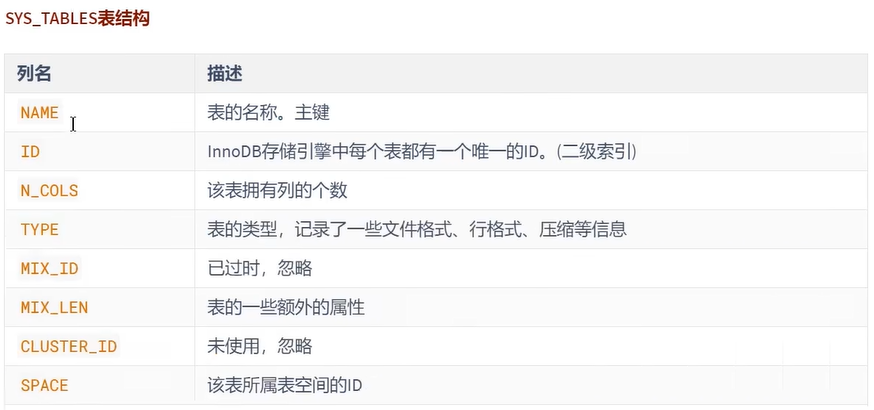 SYS_TABLES表结构
列名 描述
NAME 表的名称。主键
ID InnoDB存储引擎中每个表都有一个唯一的ID。(二级索引)
N_COLS 该表拥有列的个数
TYPE 表的类型，记录了一些文件格式、行格式、压缩等信息
MIX_ID 已过时，忽略
MIX_LEN 表的一些额外的属性
CLUSTER_ID 未使用，忽略
SPACE 该表所属表空间的ID